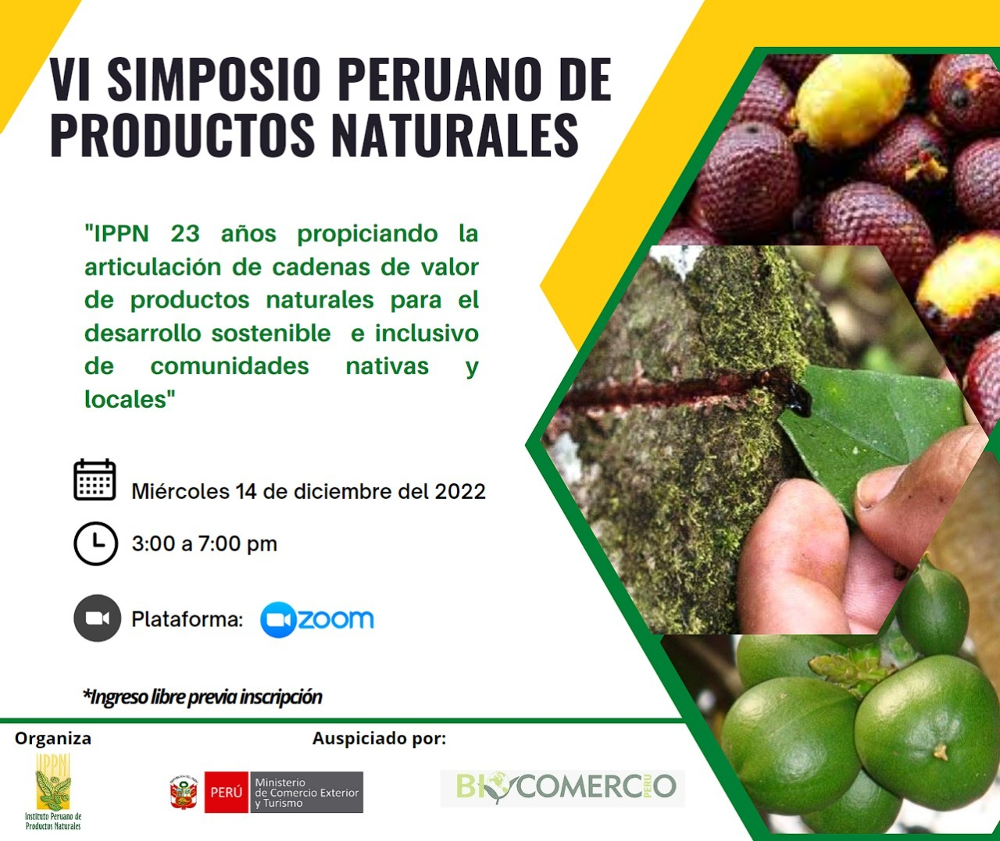 VI SIMPOSIO PERUANO DE
PRODUCTOS NATURALES
"IPPN 23 años propiciando la
articulación de cadenas de valor
de productos naturales para el
desarrollo sostenible e inclusivo
de comunidades nativas y
locales"
Miércoles 14 de diciembre del 2022
3:00 a 7:00 pm
Plataforma: zoom
*Ingreso libre previa inscripción
Organiza
Auspiciado por:
IPPN
Instituto Peruano de
Productos Naturales
PERÚ
Ministerio
de Comercio Exterior
y Turismo
BIOCOMERCIO
PERU